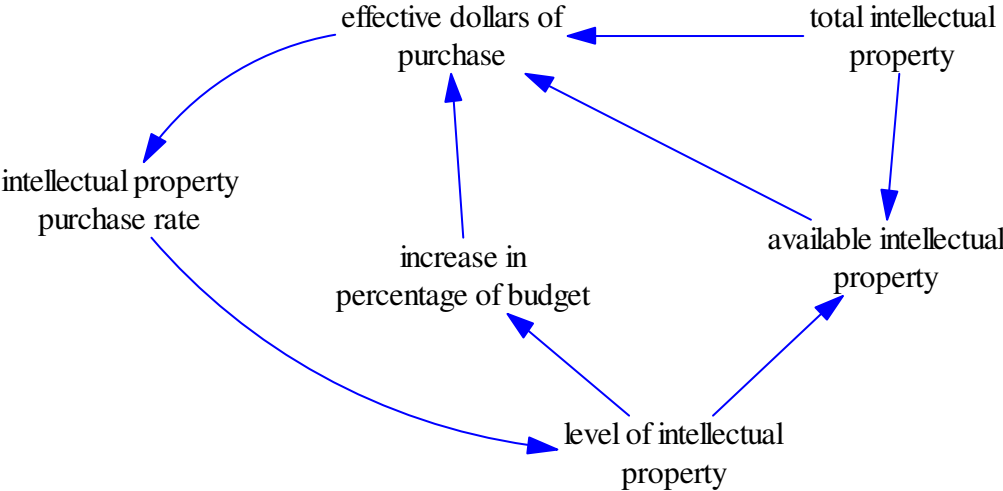 effective dollars of
purchase
total intellectual
property
intellectual property
purchase rate
increase in
percentage of budget
available intellectual
property
level of intellectual
property